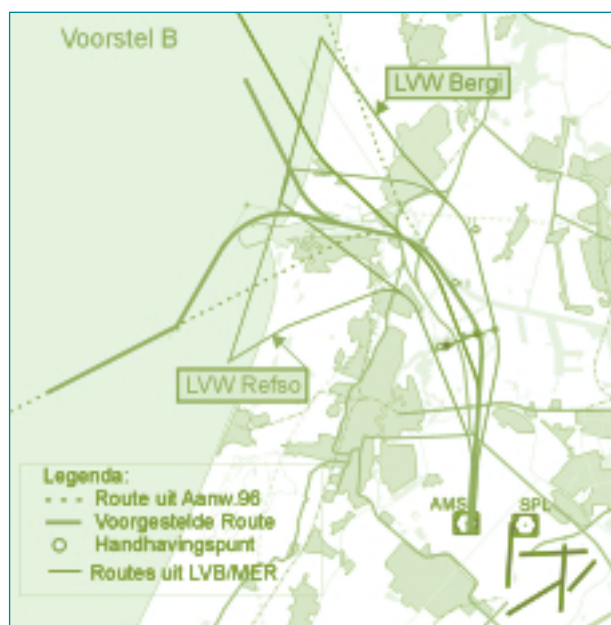 Voorstel B
LVW Bergi
LVW Refso
Legenda:
Route uit Aanw.96
Voorgestelde Route
Handhavingspunt
Routes uit LVB/MER
AMS
SPL